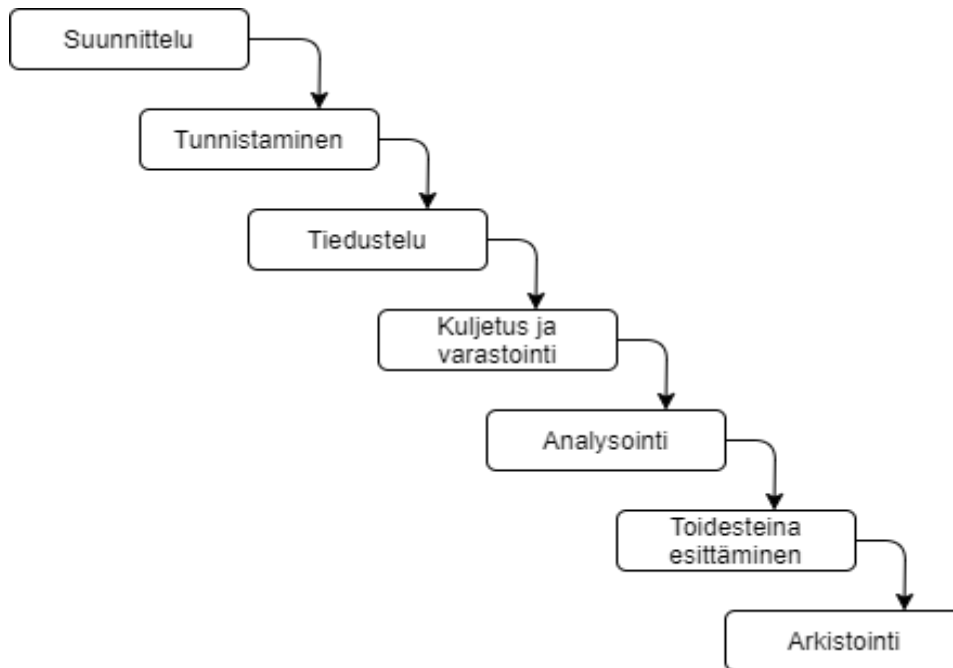 Suunnittelu
Tunnistaminen
Tiedustelu
Kuljetus ja
varastointi
Analysointi
Toidesteina
esittäminen
Arkistointi